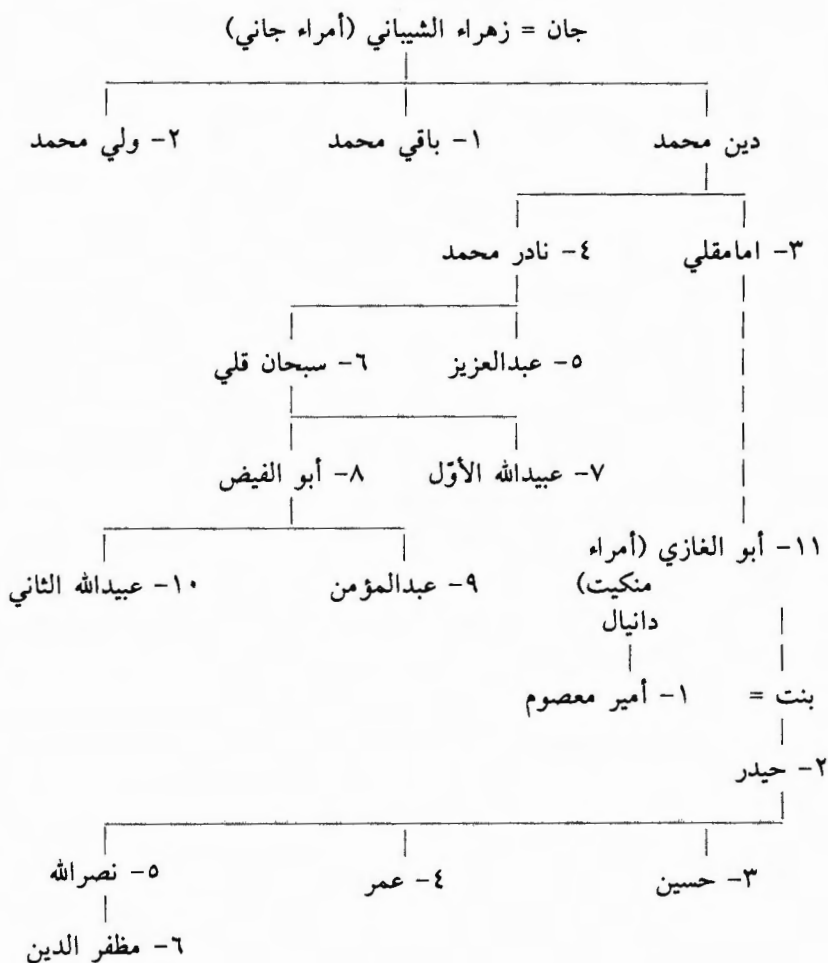 جان = زهراء الشيباني (أمراء جاني)
دين محمد ١- باقي محمد ٢- ولي محمد
٣- امامقلي ٤- نادر محمد
٥- عبدالعزيز ٦- سبحان قلي
٧- عبيدالله الأوّل ٨- أبو الفيض
١١- أبو الغازي (أمراء ٩- عبدالمؤمن ١٠- عبيدالله الثاني
منكيت)
دانيال
بنت = ١- أمير معصوم
٢- حيدر
٣- حسين ٤- عمر ٥- نصرالله
٦- مظفر الدين